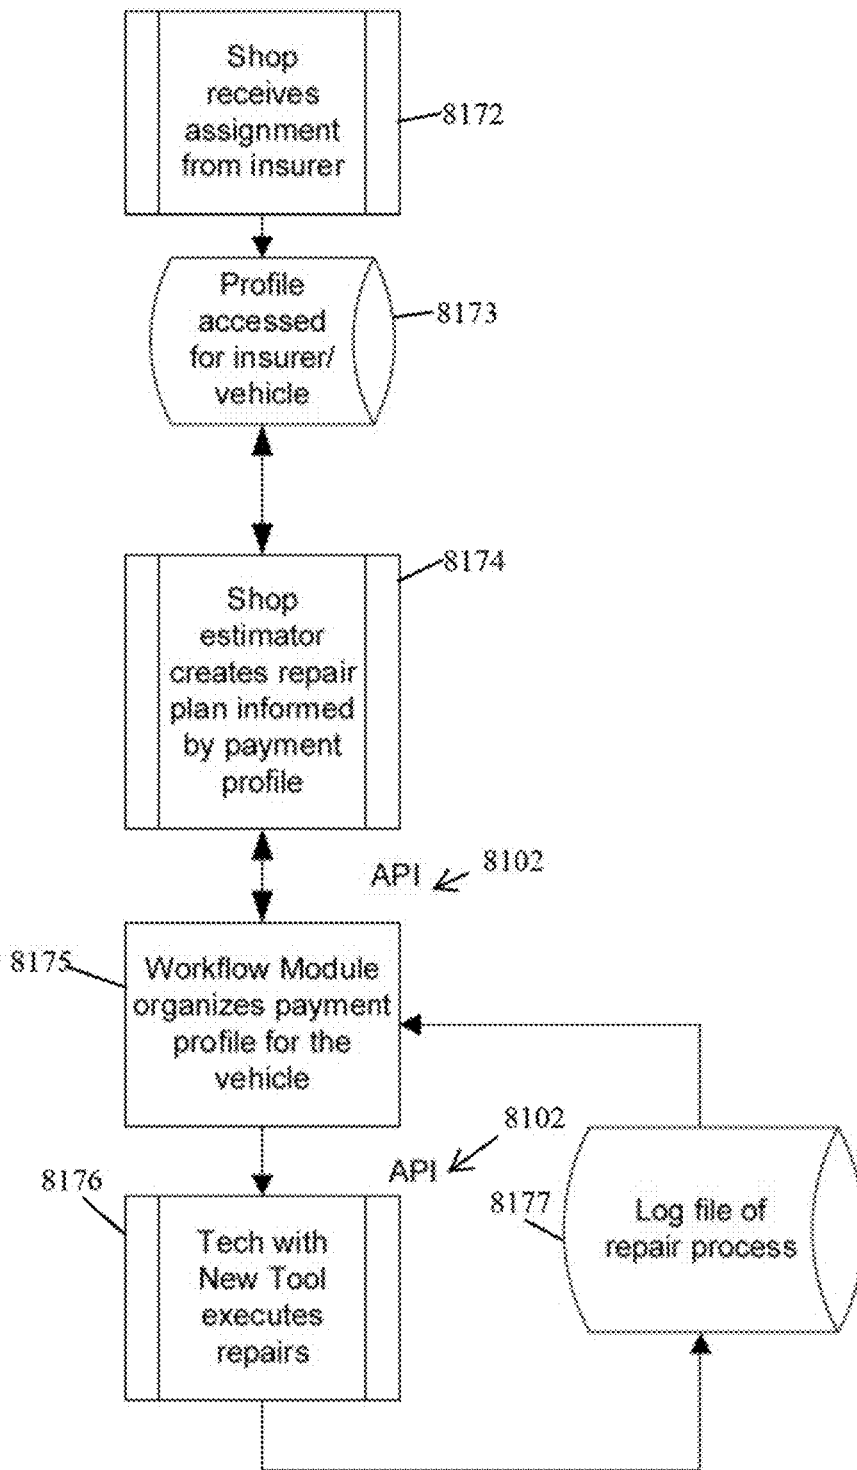 Shop
receives
assignment
from insurer
8172
Profile
accessed
for insurer/
vehicle
8173
8174
Shop
estimator
creates repair
plan informed
by payment
profile
API
8102
8175
Workflow Module
organizes payment
profile for the
vehicle
8102
API
8176
8177
Log file of
repair process
Tech with
New Tool
executes
repairs